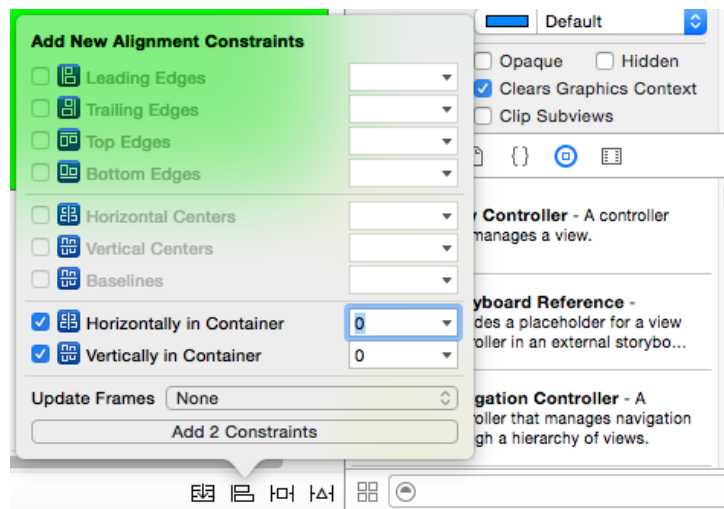 Add New Alignment Constraints
Leading Edges
Trailing Edges
Top Edges
Bottom Edges
Horizontal Centers
Vertical Centers
Baselines
Horizontally in Container 0
Vertically in Container 0
Update Frames None
Add 2 Constraints
Default
Opaque Hidden
Clears Graphics Context
Clip Subviews
{}
Controller - A controller
manages a view.
yboard Reference -
des a placeholder for a view
oller in an external storybo...
gation Controller - A
oller that manages navigation
gh a hierarchy of views.